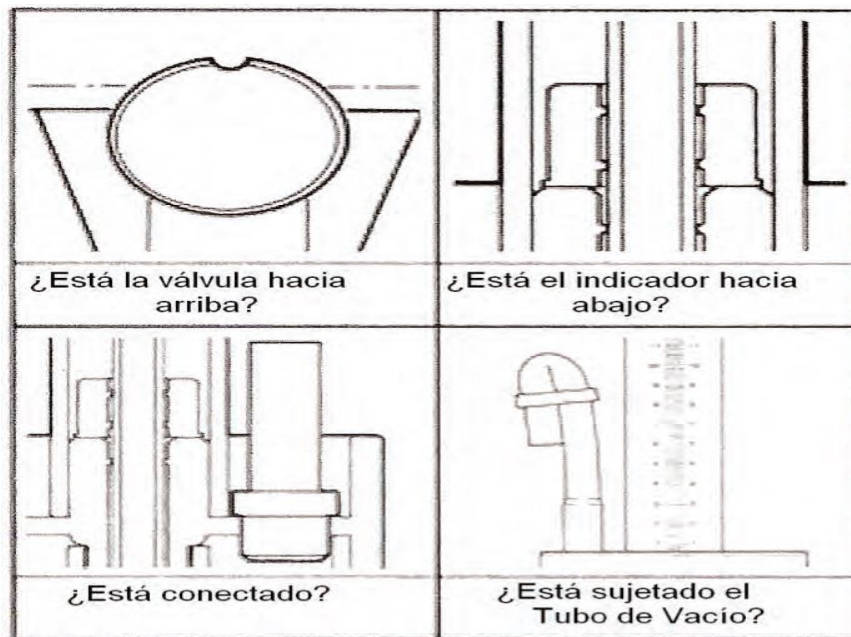 ¿Está la válvula hacia
arriba?
¿Está el indicador hacia
abajo?
¿Está conectado?
¿Está sujetado el
Tubo de Vacío?